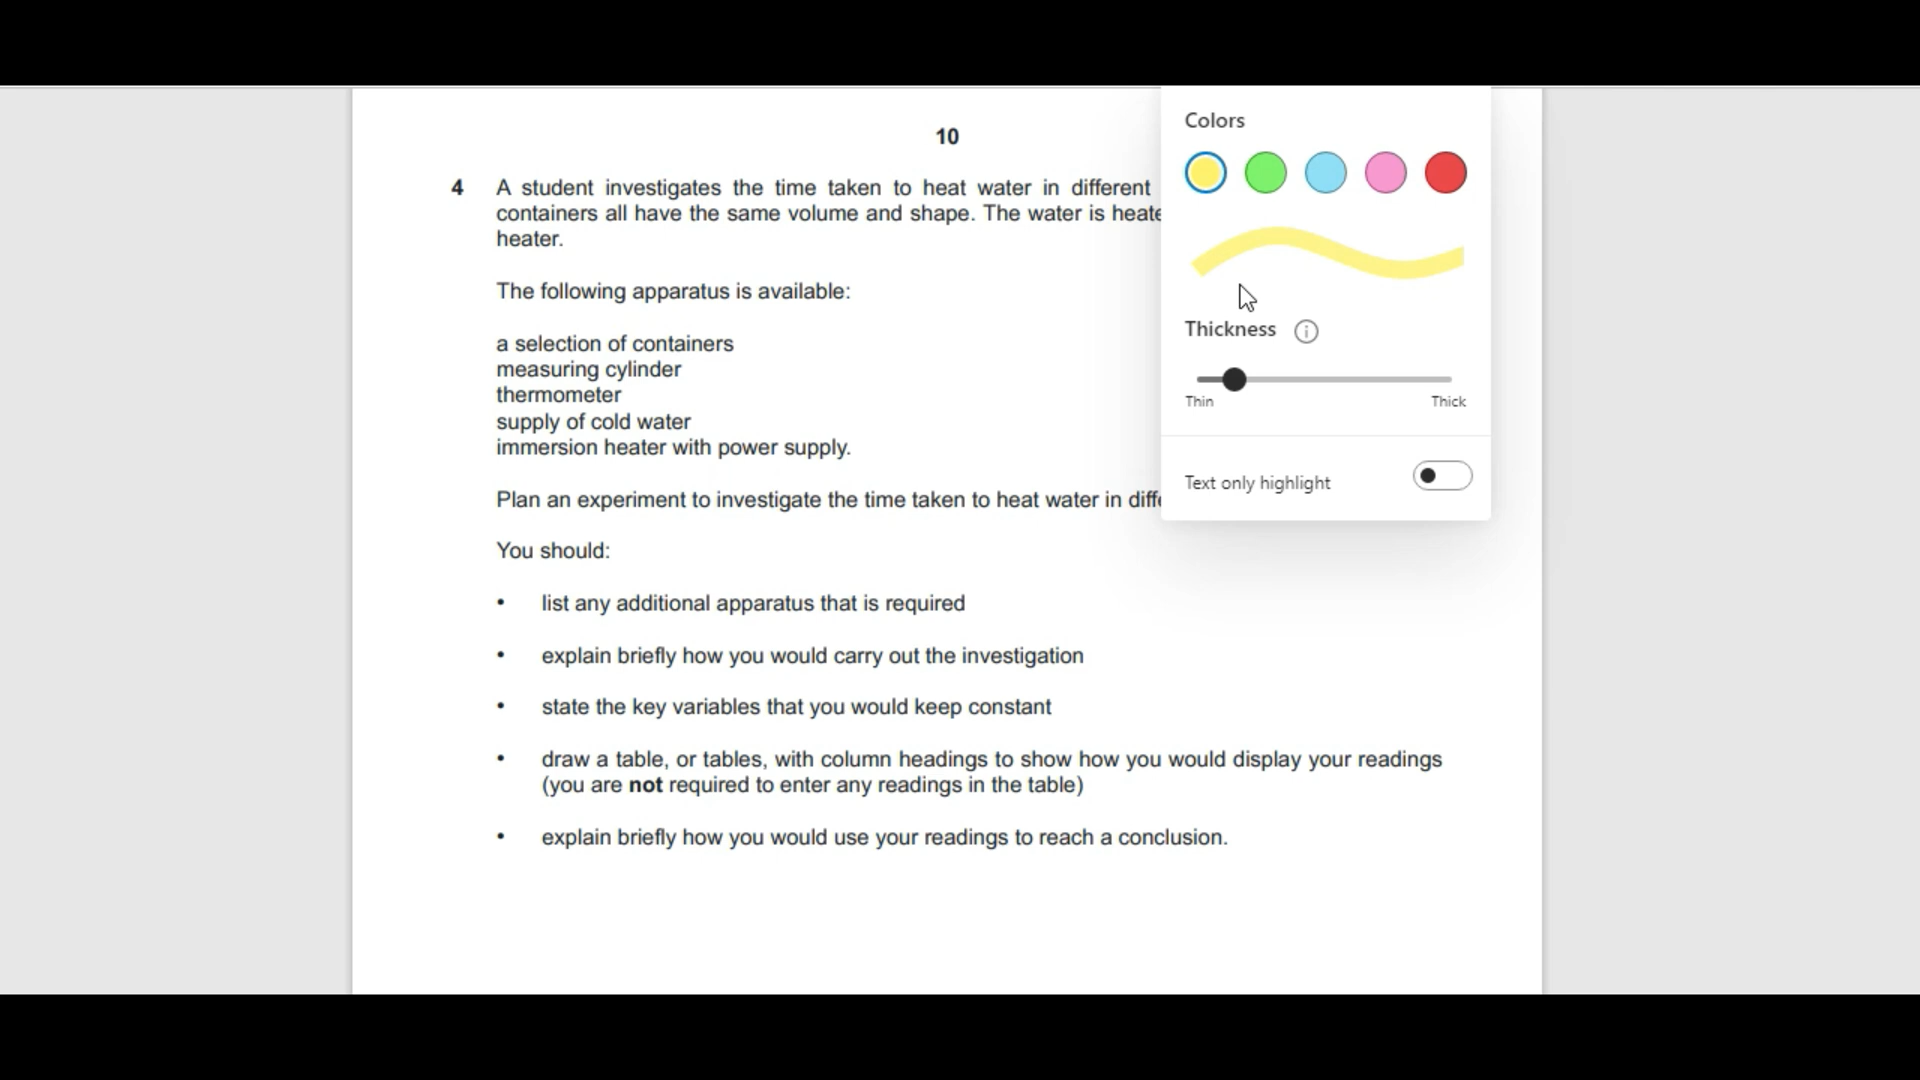 10
4 A student investigates the time taken to heat water in different
containers all have the same volume and shape. The water is
heater.
The following apparatus is available:
a selection of containers
measuring cylinder
thermometer
supply of cold water
immersion heater with power supply.
Plan an experiment to investigate the time taken to heat water in
You should:
• list any additional apparatus that is required
• explain briefly how you would carry out the investigation
• state the key variables that you would keep constant
• draw a table, or tables, with column headings to show how you would display your readings
(you are not required to enter any readings in the table)
• explain briefly how you would use your readings to reach a conclusion.
Colors
Thickness
Thin Thick
Text only highlight